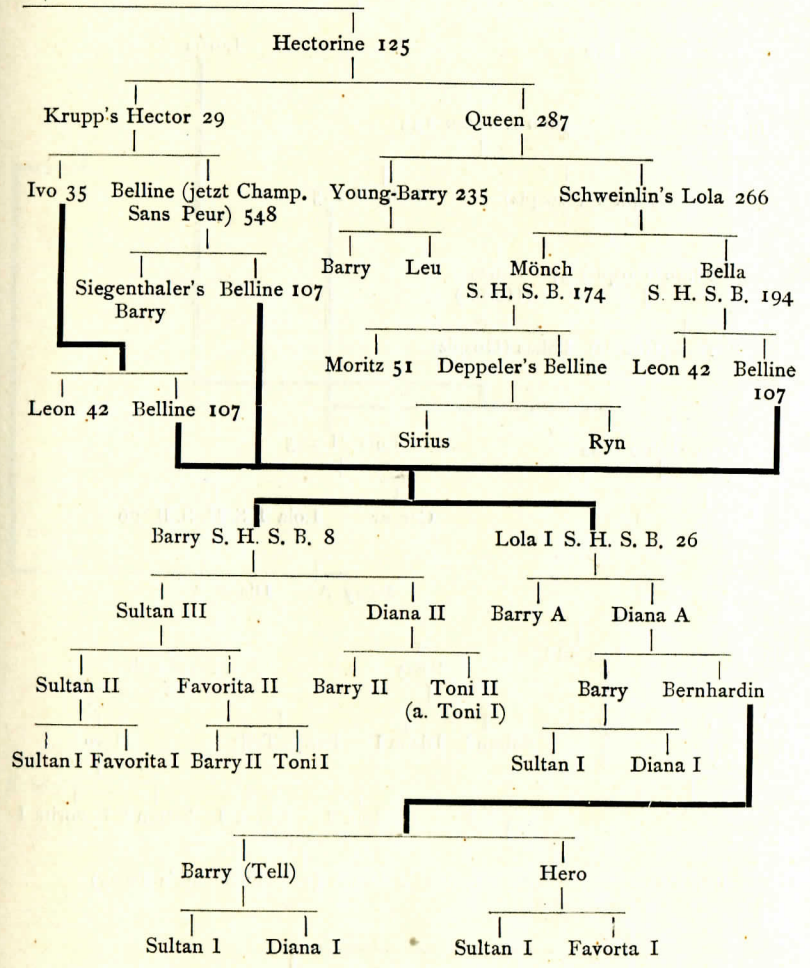 Hectorine 125
Krupp's Hector 29 Queen 287
Ivo 35 Belline (jetzt Champ. Sans Peur) 548 Young-Barry 235 Schweinlin's Lola 266
Siegenthaler's Barry Belline 107 Barry Leu Mönch S. H. S. B. 174 Bella S. H. S. B. 194
Moritz 51 Deppeler's Belline Leon 42 Belline 107
Leon 42 Belline 107
Sirius Ryn
Barry S. H. S. B. 8 Lola I S. H. S. B. 26
Sultan III Diana II Barry A Diana A
Sultan II Favorita II Barry II Toni II (a. Toni I) Barry Bernhardin
Sultan I Favorita I Barry II Toni I Sultan I Diana I
Barry (Tell) Hero
Sultan 1 Diana I Sultan I Favorta I